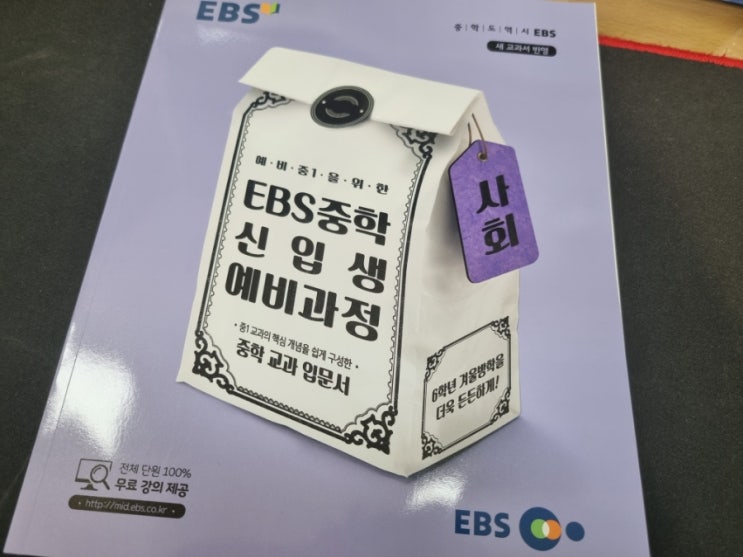 EBS
중|학|도|역|시 EBS
새 교과서 반영
예·비·중1·을·위·한
EBS중학
신입생
예비과정
• 중1 교과의 핵심 개념을 쉽게 구성한 •
중학 교과 입문서
사회
6학년 겨울방학을
더욱 든든하게!
전체 단원 100%
무료 강의 제공
• http://mid.ebs.co.kr •
EBS